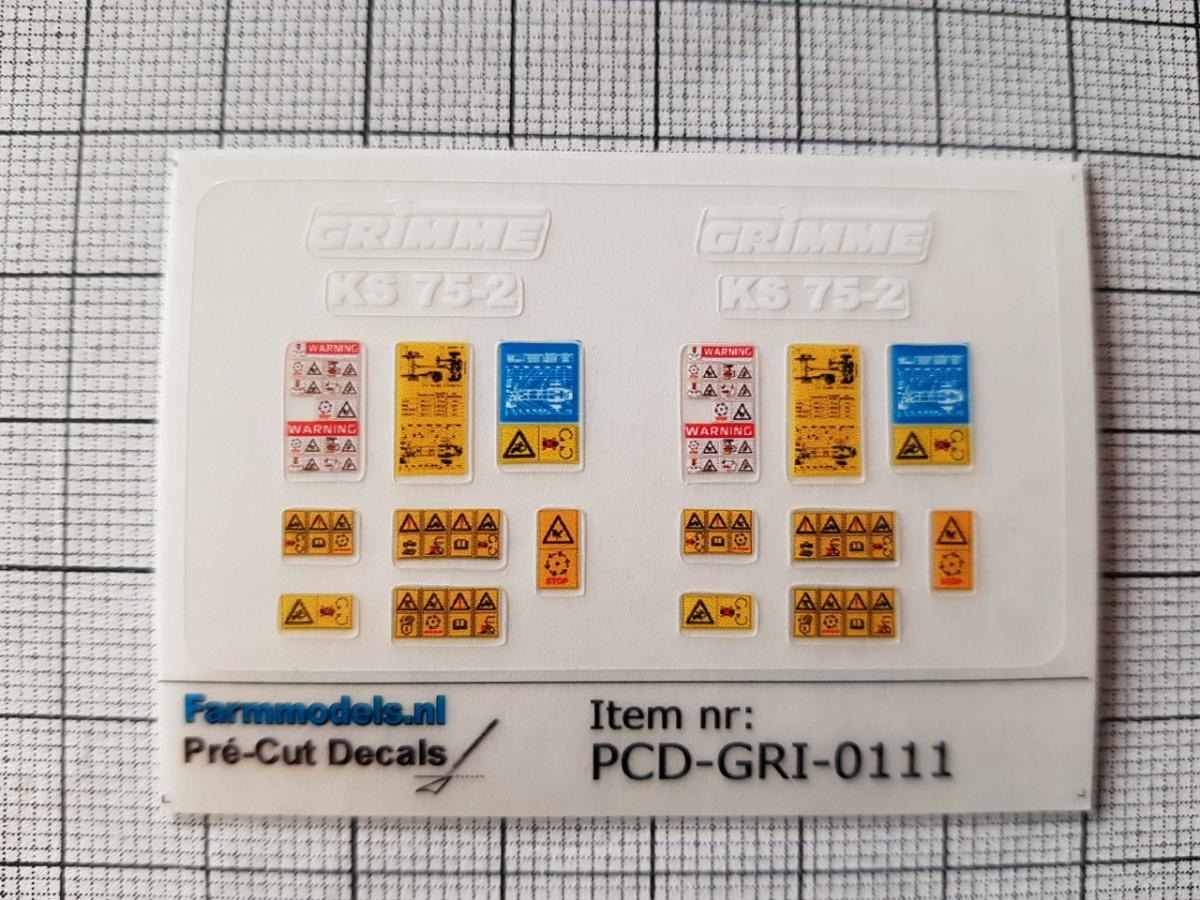 GRIMME GRIMME
KS 75-2 KS 75-2
WARNING WARNING
WARNING WARNING
STOP STOP
Farmmodels.nl
Pré-Cut Decals
Item nr:
PCD-GRI-0111